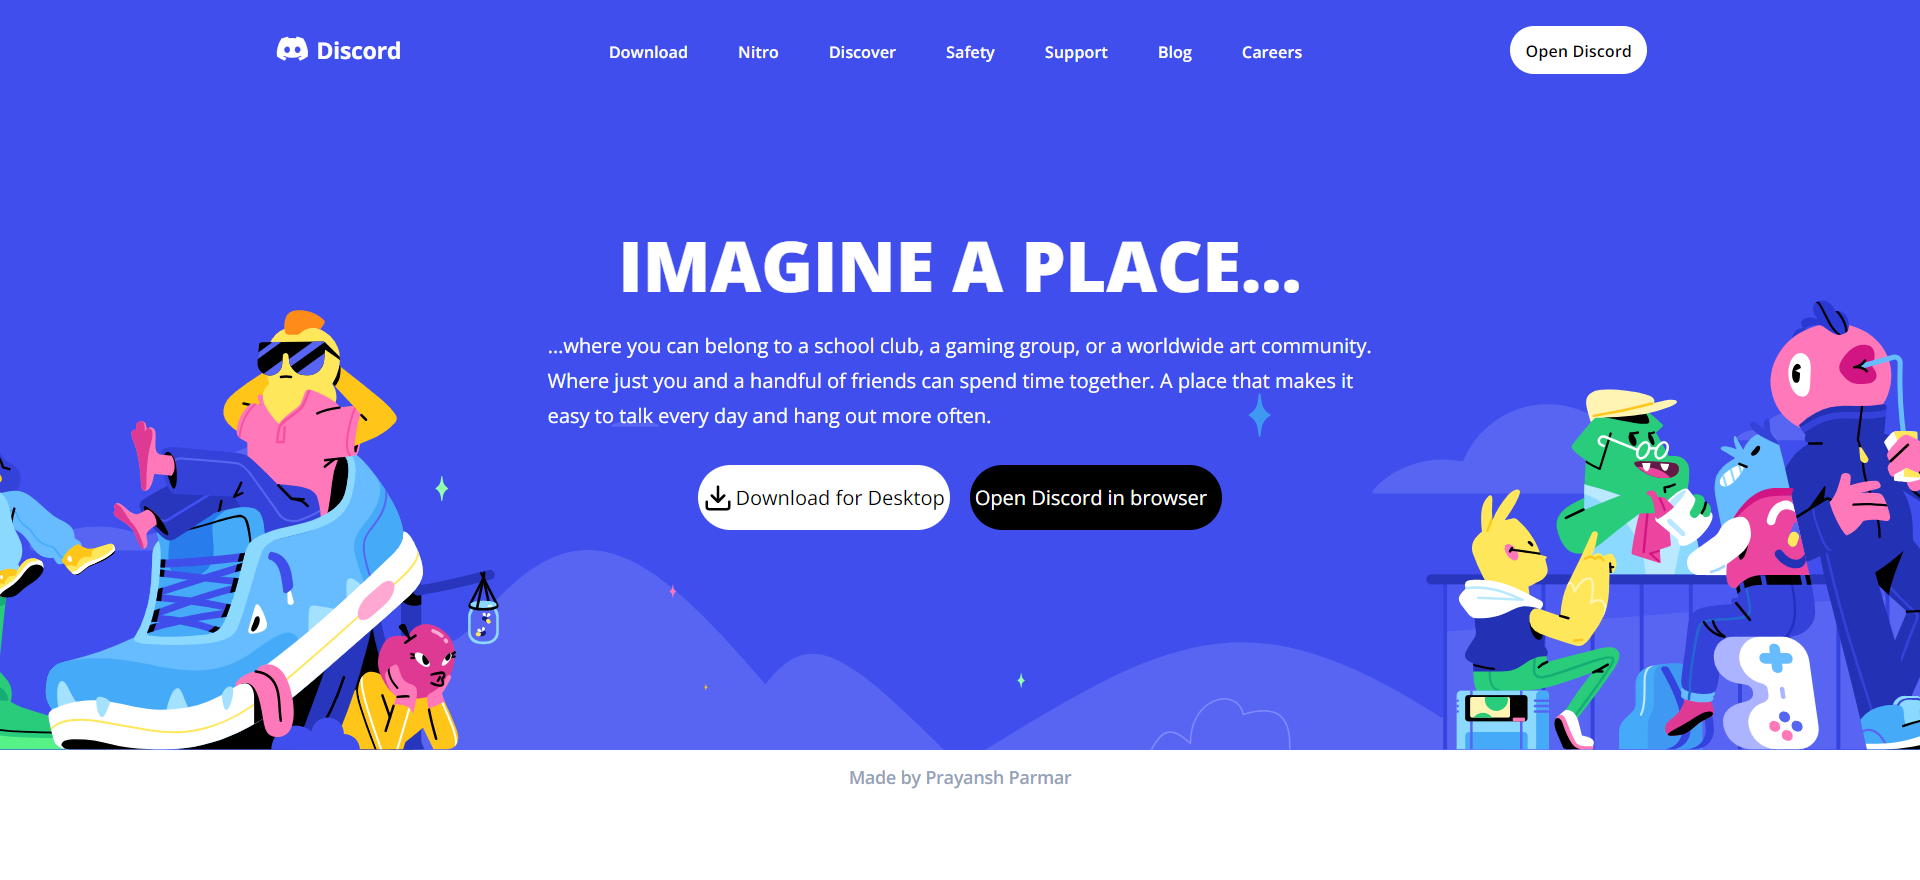 Discord
Download Nitro Discover Safety Support Blog Careers
Open Discord
IMAGINE A PLACE...
...where you can belong to a school club, a gaming group, or a worldwide art community.
Where just you and a handful of friends can spend time together. A place that makes it
easy to talk every day and hang out more often.
Download for Desktop
Open Discord in browser
Made by Prayansh Parmar